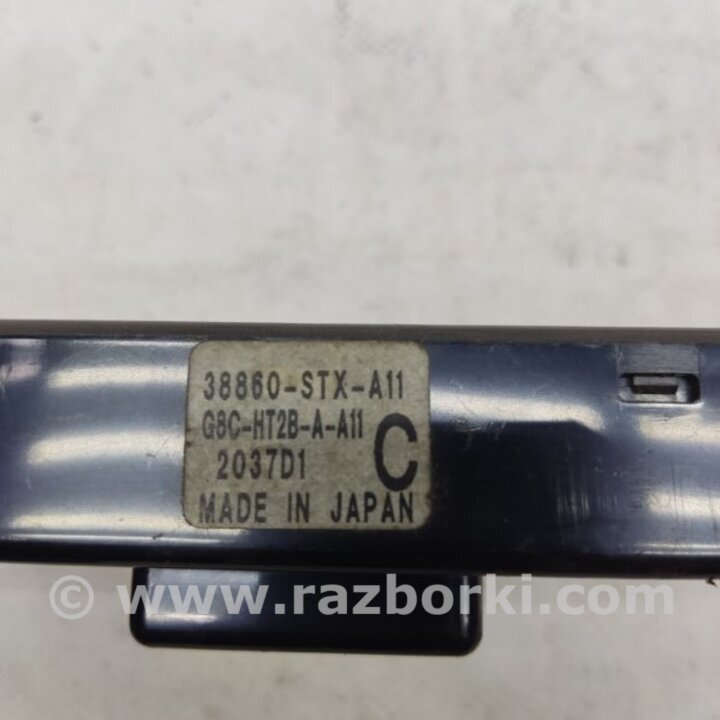 38860-STX-A11
G8C-HT2B-A-A11
2037D1
C
MADE IN JAPAN
© www.razborki.com